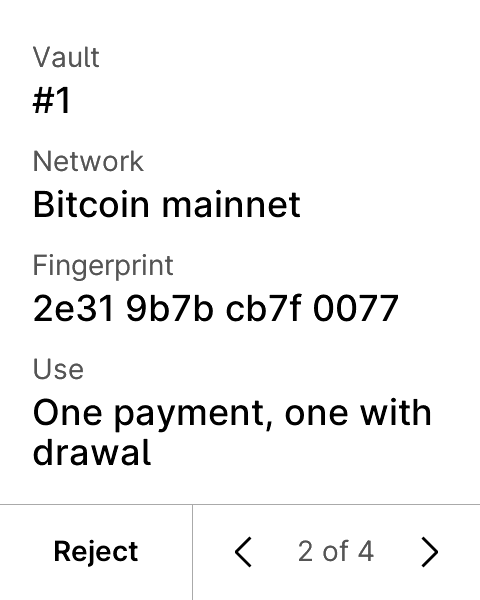 Vault
#1
Network
Bitcoin mainnet
Fingerprint
2e31 9b7b cb7f 0077
Use
One payment, one with
drawal
Reject
2 of 4